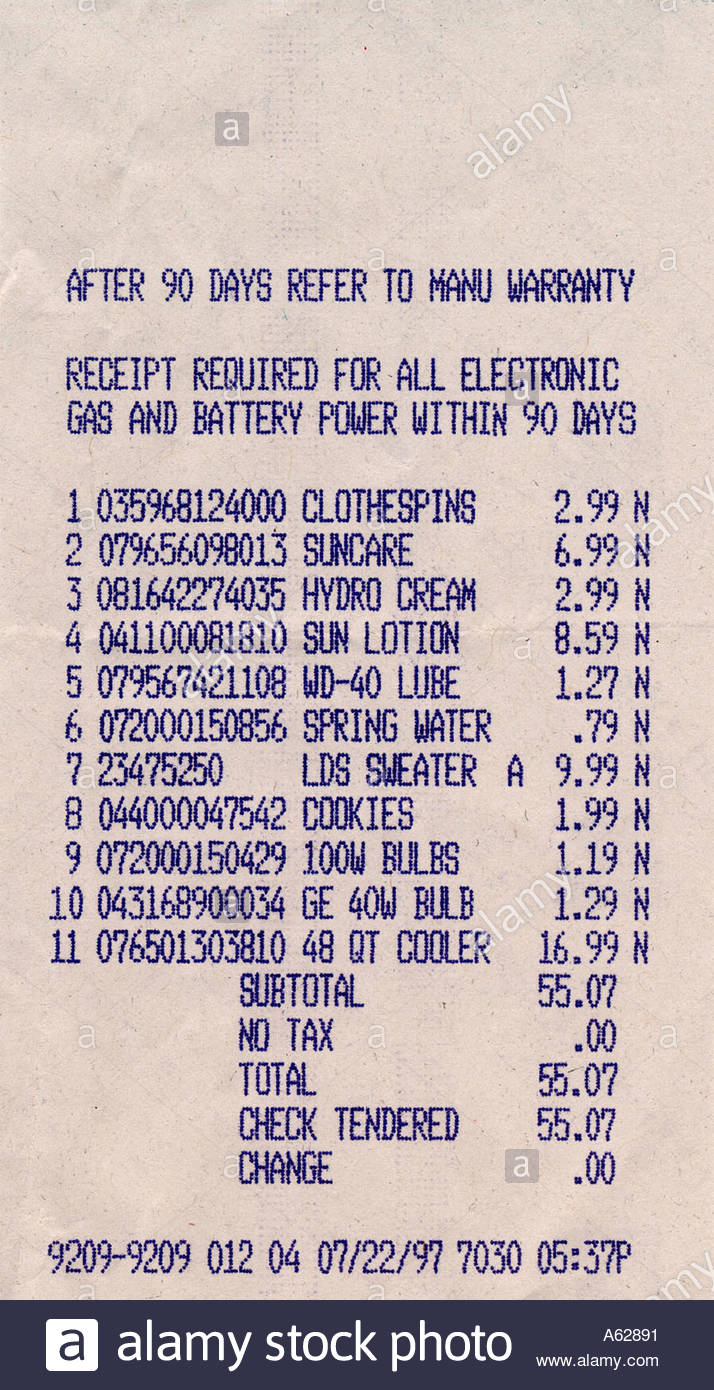 AFTER 90 DAYS REFER TO MANU WARRANTY
RECEIPT REQUIRED FOR ALL ELECTRONIC
GAS AND BATTERY POWER WITHIN 90 DAYS
1 035968124000 CLOTHESPINS 2.99 N
2 079656098013 SUNCARE 6.99 N
3 081642274035 HYDRO CREAM 2.99 N
4 041100081810 SUN LOTION 8.59 N
5 079567421108 WD-40 LUBE 1.27 N
6 072000150856 SPRING WATER .79 N
7 23475250 LDS SWEATER A 9.99 N
8 044000047542 COOKIES 1.99 N
9 072000150429 100W BULBS 1.19 N
10 043168900034 GE 40W BULB 1.29 N
11 076501303810 48 QT COOLER 16.99 N
SUBTOTAL 55.07
NO TAX .00
TOTAL 55.07
CHECK TENDERED 55.07
CHANGE .00
9209-9209 012 04 07/22/97 7030 05:37P
a alamy stock photo
A62891
www.alamy.com